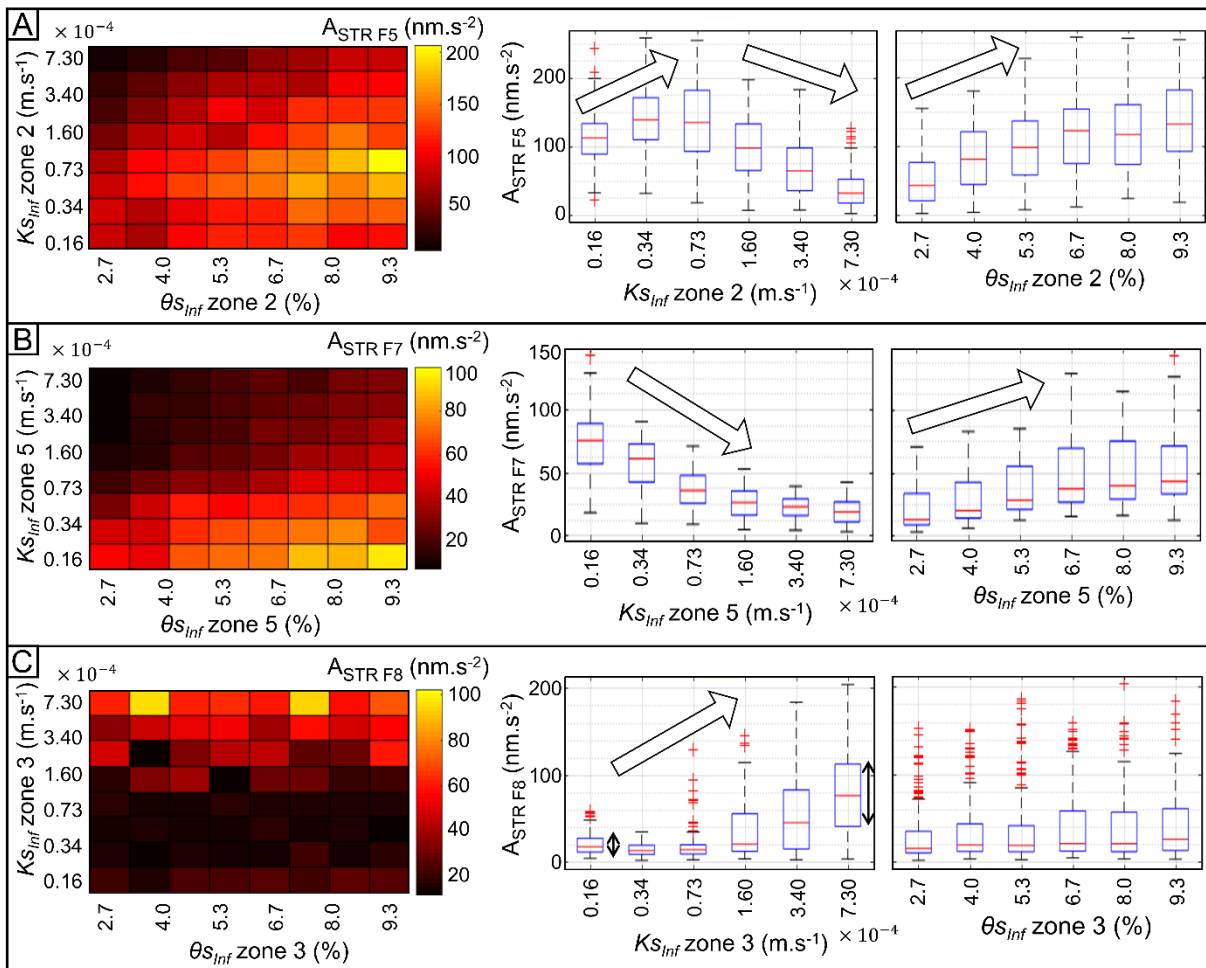 A
× 10⁻⁴
A_STR F5 (nm.s⁻²)
7.30
3.40
1.60
0.73
0.34
0.16
Ks_Inf zone 2 (m.s⁻¹)
2.7 4.0 5.3 6.7 8.0 9.3
θs_Inf zone 2 (%)
200
150
100
50
A_STR F5 (nm.s⁻²)
200
100
0
0.16 0.34 0.73 1.60 3.40 7.30
Ks_Inf zone 2 (m.s⁻¹) × 10⁻⁴
2.7 4.0 5.3 6.7 8.0 9.3
θs_Inf zone 2 (%)
B
× 10⁻⁴
A_STR F7 (nm.s⁻²)
7.30
3.40
1.60
0.73
0.34
0.16
Ks_Inf zone 5 (m.s⁻¹)
2.7 4.0 5.3 6.7 8.0 9.3
θs_Inf zone 5 (%)
100
80
60
40
20
A_STR F7 (nm.s⁻²)
150
100
50
0
0.16 0.34 0.73 1.60 3.40 7.30
Ks_Inf zone 5 (m.s⁻¹) × 10⁻⁴
2.7 4.0 5.3 6.7 8.0 9.3
θs_Inf zone 5 (%)
C
× 10⁻⁴
A_STR F8 (nm.s⁻²)
7.30
3.40
1.60
0.73
0.34
0.16
Ks_Inf zone 3 (m.s⁻¹)
2.7 4.0 5.3 6.7 8.0 9.3
θs_Inf zone 3 (%)
100
80
60
40
20
A_STR F8 (nm.s⁻²)
200
100
0
0.16 0.34 0.73 1.60 3.40 7.30
Ks_Inf zone 3 (m.s⁻¹) × 10⁻⁴
2.7 4.0 5.3 6.7 8.0 9.3
θs_Inf zone 3 (%)